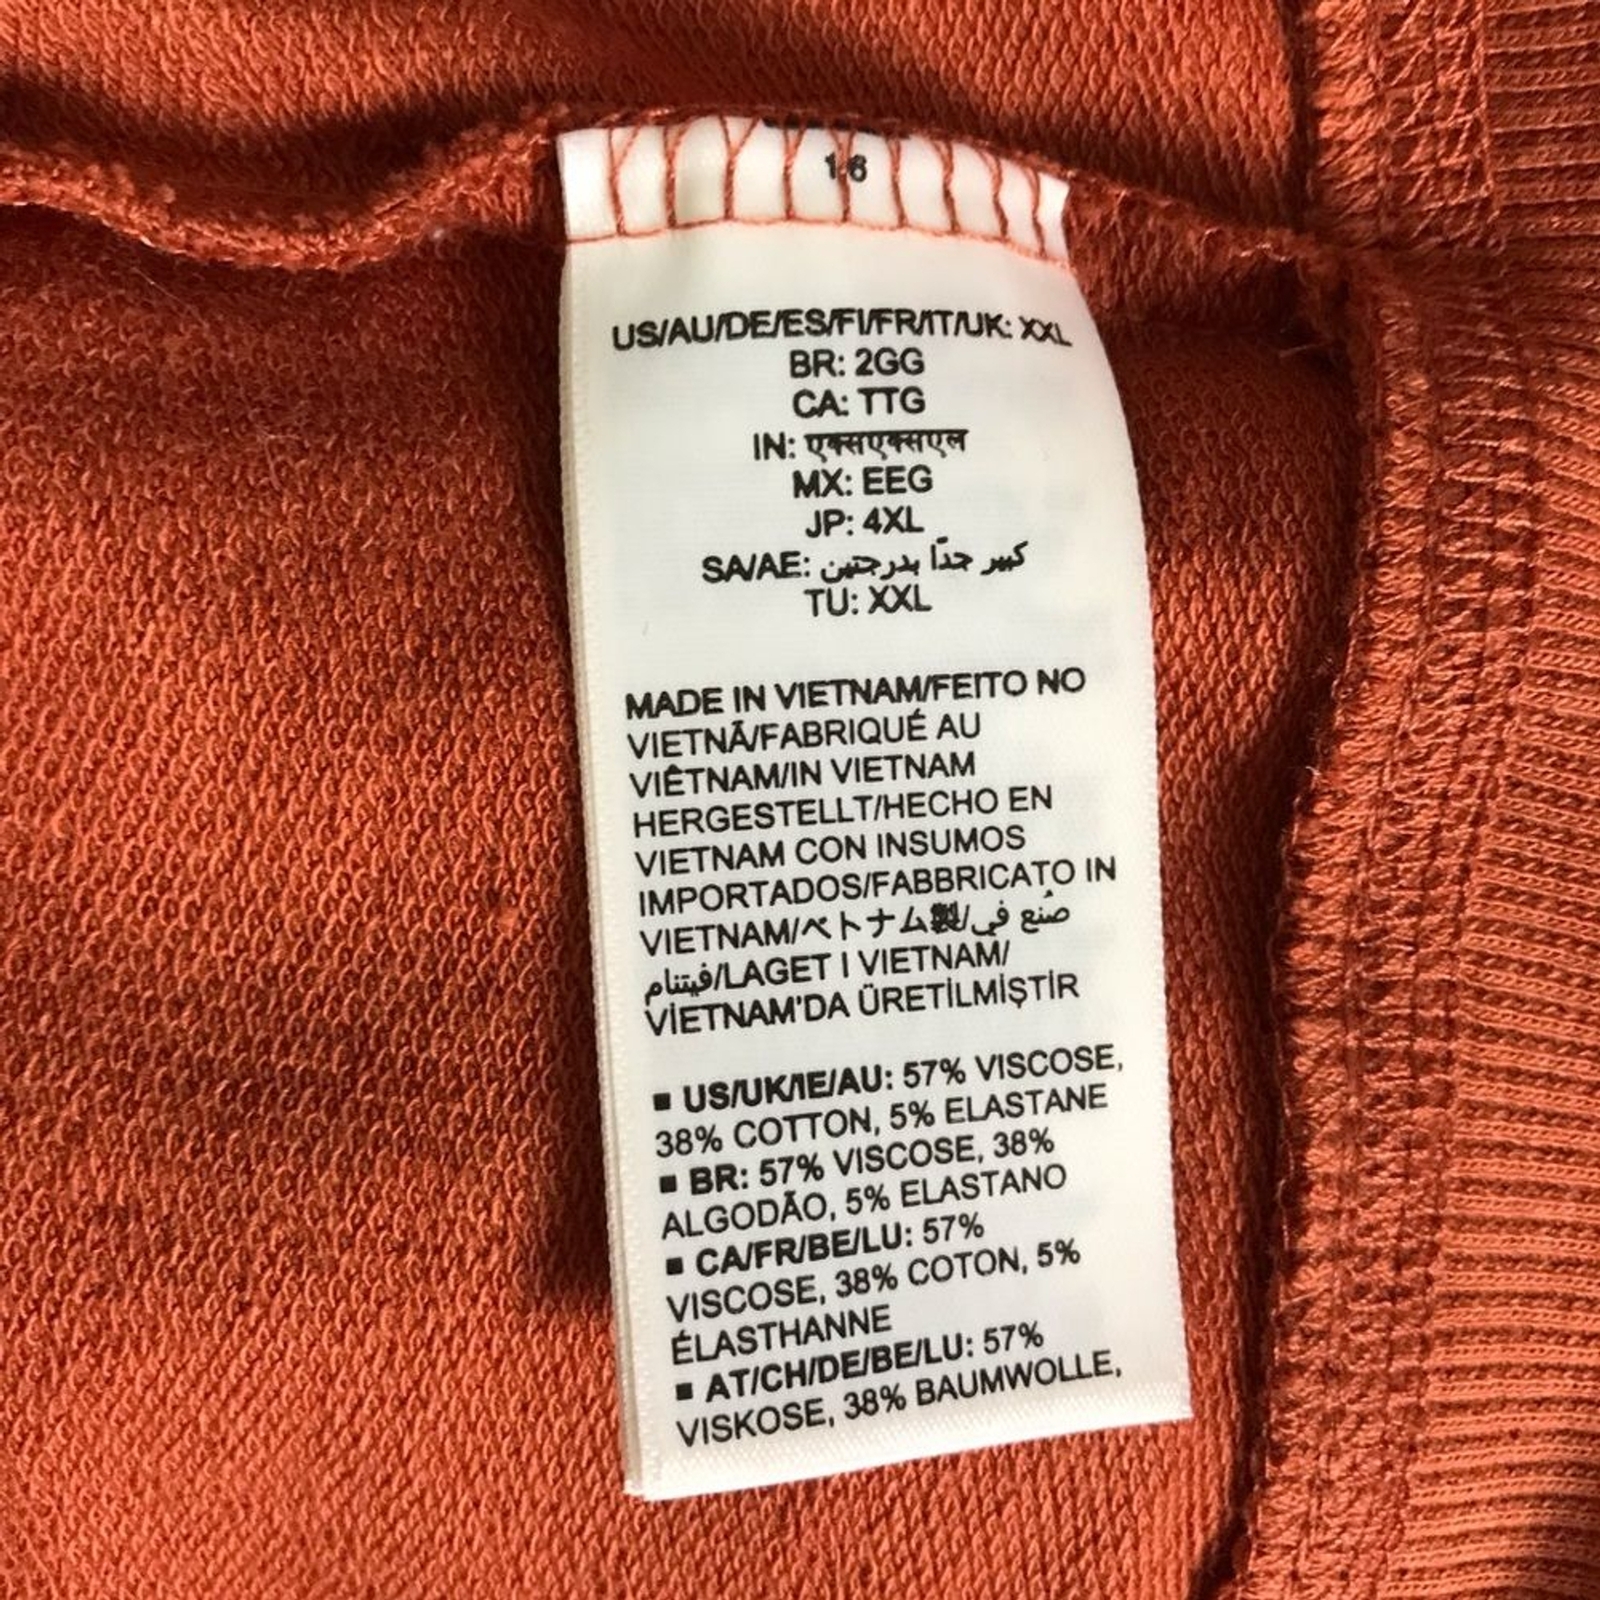 16
US/AU/DE/ES/FI/FR/IT/UK: XXL
BR: 2GG
CA: TTG
IN: एक्सएक्सएल
MX: EEG
JP: 4XL
SA/AE: كبير جدًا بدرجتين
TU: XXL
MADE IN VIETNAM/FEITO NO
VIETNÃ/FABRIQUÉ AU
VIÊTNAM/IN VIETNAM
HERGESTELLT/HECHO EN
VIETNAM CON INSUMOS
IMPORTADOS/FABBRICATO IN
VIETNAM/ベトナム製/صُنع في
فيتنام/LAGET I VIETNAM/
VİETNAM'DA ÜRETİLMİŞTİR
▪ US/UK/IE/AU: 57% VISCOSE,
38% COTTON, 5% ELASTANE
▪ BR: 57% VISCOSE, 38%
ALGODÃO, 5% ELASTANO
▪ CA/FR/BE/LU: 57%
VISCOSE, 38% COTON, 5%
ÉLASTHANNE
▪ AT/CH/DE/BE/LU: 57%
VISKOSE, 38% BAUMWOLLE,